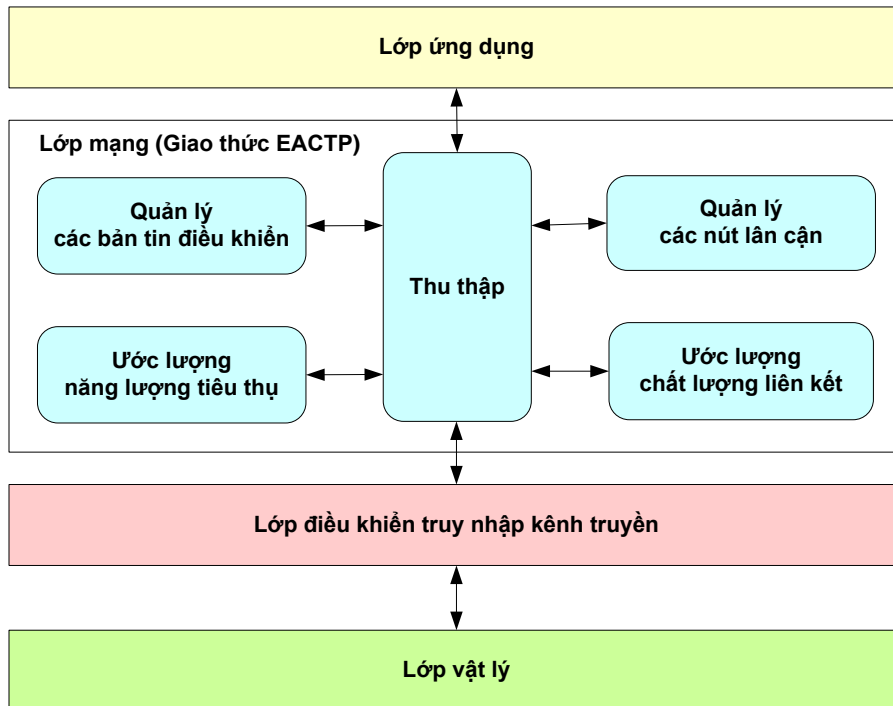 Lớp ứng dụng
Lớp mạng (Giao thức EACTP)
Quản lý
các bản tin điều khiển
Ước lượng
năng lượng tiêu thụ
Thu thập
Quản lý
các nút lân cận
Ước lượng
chất lượng liên kết
Lớp điều khiển truy nhập kênh truyền
Lớp vật lý